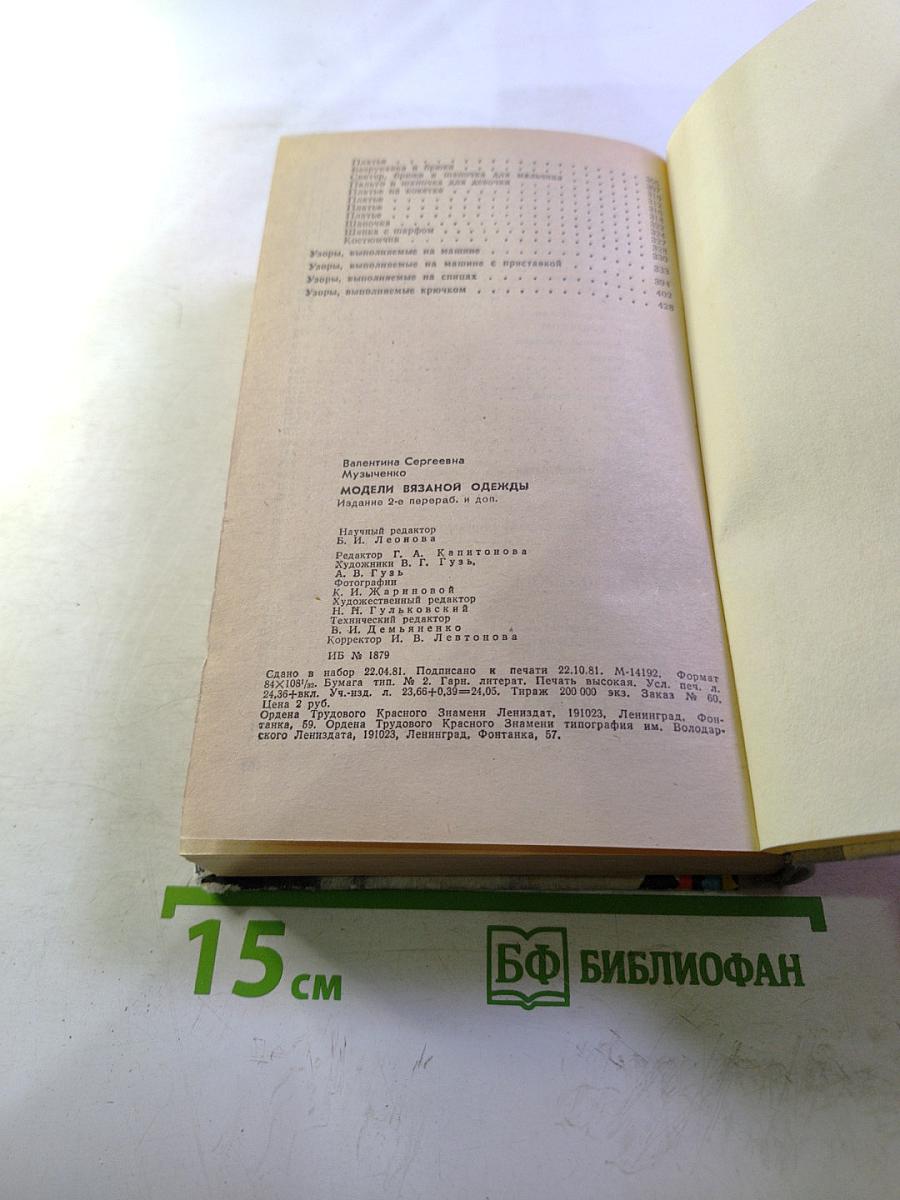 Платье
Безрукавка и брюки
Свитер, брюки и шапочка для мальчика
Пальто и шапочка для девочки
Платье на кокетке
Платье
Платье
Платье
Шапочка
Шапка с шарфом
Костюмчик
Узоры, выполняемые на машине
Узоры, выполняемые на машине с приставкой . 333
Узоры, выполняемые на спицах . . . 394
Узоры, выполняемые крючком . . . 402
428
Валентина Сергеевна
Музыченко
МОДЕЛИ ВЯЗАНОЙ ОДЕЖДЫ
Издание 2-е перераб. и доп.
Научный редактор
Б. И. Леонова
Редактор Г. А. Капитонова
Художники В. Г. Гузь,
А. В. Гузь
Фотографии
К. И. Жариновой
Художественный редактор
Н. Н. Гульковский
Технический редактор
В. И. Демьяненко
Корректор И. В. Левтонова
ИБ № 1879
Сдано в набор 22.04.81. Подписано к печати 22.10.81. М-14192. Формат
84×108¹/₃₂. Бумага тип. № 2. Гарн. литерат. Печать высокая. Усл. печ. л.
24,36+вкл. Уч.-изд. л. 23,66+0,39=24,05. Тираж 200 000 экз. Заказ № 60.
Цена 2 руб.
Ордена Трудового Красного Знамени Лениздат, 191023, Ленинград, Фон-
танка, 59. Ордена Трудового Красного Знамени типография им. Володар-
ского Лениздата, 191023, Ленинград, Фонтанка, 57.
15 см
БФ БИБЛИОФАН